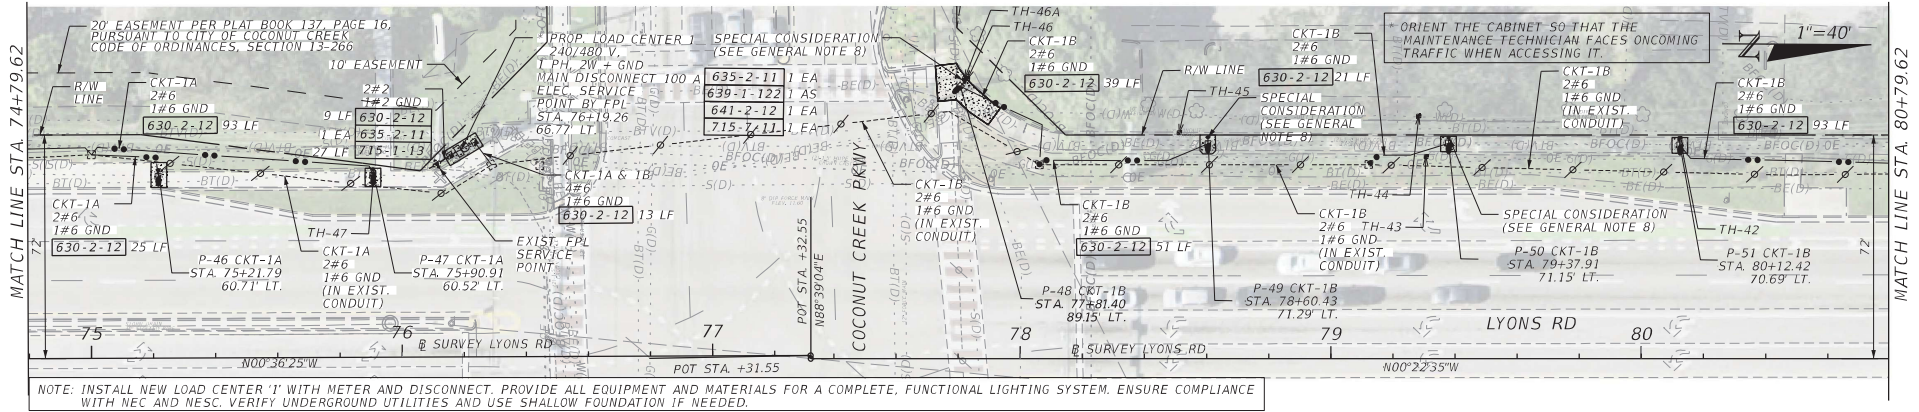 MATCH LINE STA. 74+79.62
20' EASEMENT PER PLAT BOOK 137, PAGE 16,
PURSUANT TO CITY OF COCONUT CREEK
CODE OF ORDINANCES, SECTION 13-266
R/W
LINE
CKT-1A
2#6
1#6 GND
630-2-12 93 LF
10' EASEMENT
2#2
1#2 GND
9 LF 630-2-12
1 EA 635-2-11
27 LF 715-1-13
PROP. LOAD CENTER 1
240/480 V,
1 PH, 2W + GND
MAIN DISCONNECT 100 A
ELEC. SERVICE
POINT BY FPL
STA. 76+19.26
66.77' LT.
SPECIAL CONSIDERATION
(SEE GENERAL NOTE 8)
635-2-11 1 EA
639-1-122 1 AS
641-2-12 1 EA
715-7-11 1 EA
TH-46A
TH-46
CKT-1B
2#6
1#6 GND
630-2-12 39 LF
R/W LINE
TH-45
CKT-1B
2#6
1#6 GND
630-2-12 21 LF
SPECIAL
CONSIDERATION
(SEE GENERAL
NOTE 8)
* ORIENT THE CABINET SO THAT THE
MAINTENANCE TECHNICIAN FACES ONCOMING
TRAFFIC WHEN ACCESSING IT.
N
1"=40'
CKT-1B
2#6
1#6 GND
(IN EXIST.
CONDUIT)
CKT-1B
2#6
1#6 GND
630-2-12 93 LF
MATCH LINE STA. 80+79.62
CKT-1A
2#6
1#6 GND
630-2-12 25 LF
72'
P-46 CKT-1A
STA. 75+21.79
60.71' LT.
TH-47
CKT-1A
2#6
1#6 GND
(IN EXIST.
CONDUIT)
P-47 CKT-1A
STA. 75+90.91
60.52' LT.
CKT-1A & 1B
4#6
1#6 GND
630-2-12 13 LF
EXIST. FPL
SERVICE
POINT
POT STA. +32.55
N88°39'04"E
COCONUT CREEK PKWY
CKT-1B
2#6
1#6 GND
(IN EXIST.
CONDUIT)
P-48 CKT-1B
STA. 77+81.40
89.15' LT.
CKT-1B
2#6
1#6 GND
630-2-12 51 LF
P-49 CKT-1B
STA. 78+60.43
71.29' LT.
TH-44
CKT-1B
2#6
1#6 GND
(IN EXIST.
CONDUIT)
TH-43
SPECIAL CONSIDERATION
(SEE GENERAL NOTE 8)
P-50 CKT-1B
STA. 79+37.91
71.15' LT.
TH-42
P-51 CKT-1B
STA. 80+12.42
70.69' LT.
72'
75
76
77
78
79
80
LYONS RD
B SURVEY LYONS RD
B SURVEY LYONS RD
N00°36'25"W
POT STA. +31.55
N00°22'35"W
NOTE: INSTALL NEW LOAD CENTER '1' WITH METER AND DISCONNECT. PROVIDE ALL EQUIPMENT AND MATERIALS FOR A COMPLETE, FUNCTIONAL LIGHTING SYSTEM. ENSURE COMPLIANCE
WITH NEC AND NESC. VERIFY UNDERGROUND UTILITIES AND USE SHALLOW FOUNDATION IF NEEDED.